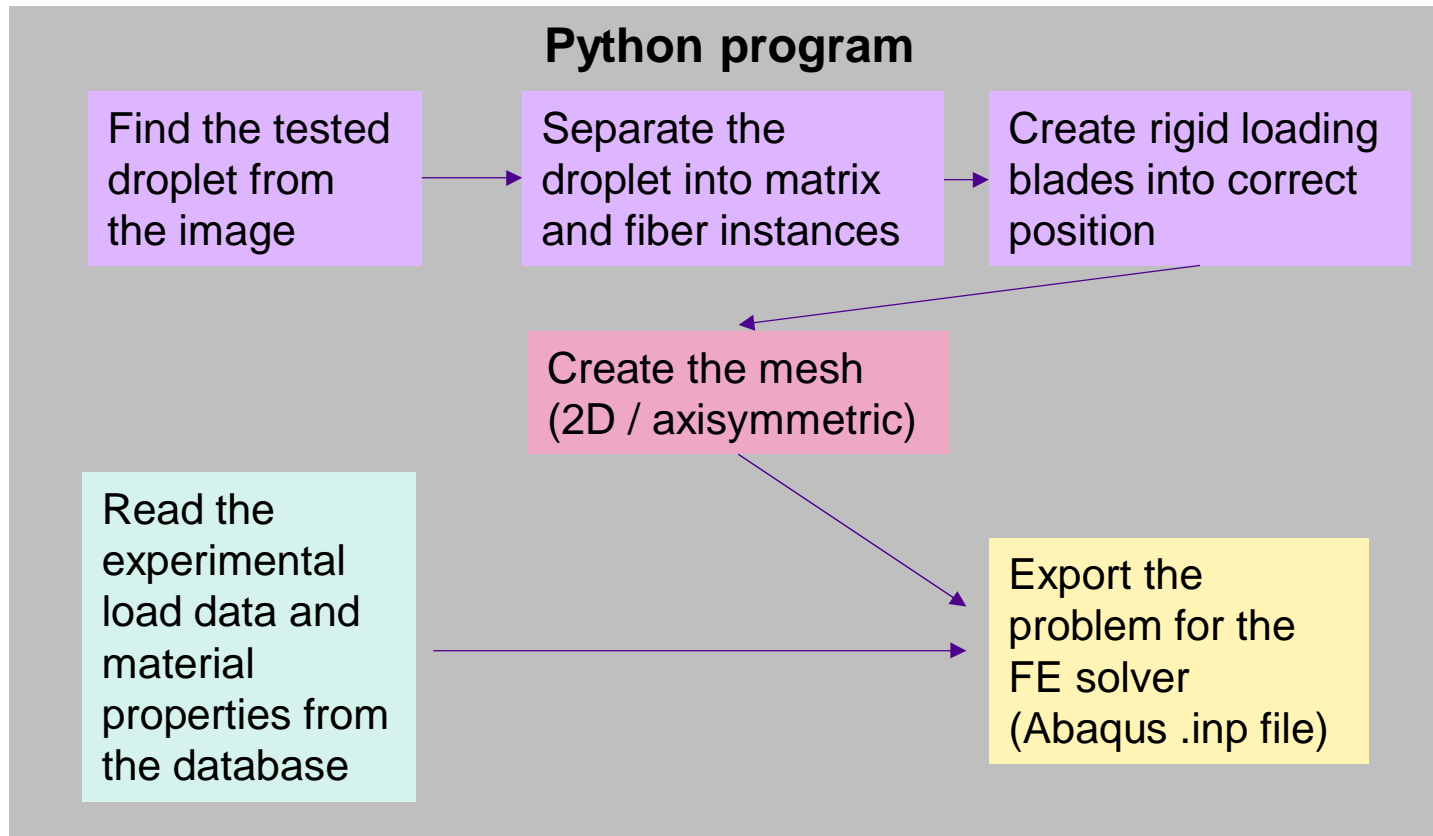 Python program
Find the tested
droplet from
the image
Separate the
droplet into matrix
and fiber instances
Create rigid loading
blades into correct
position
Create the mesh
(2D / axisymmetric)
Read the
experimental
load data and
material
properties from
the database
Export the
problem for the
FE solver
(Abaqus .inp file)